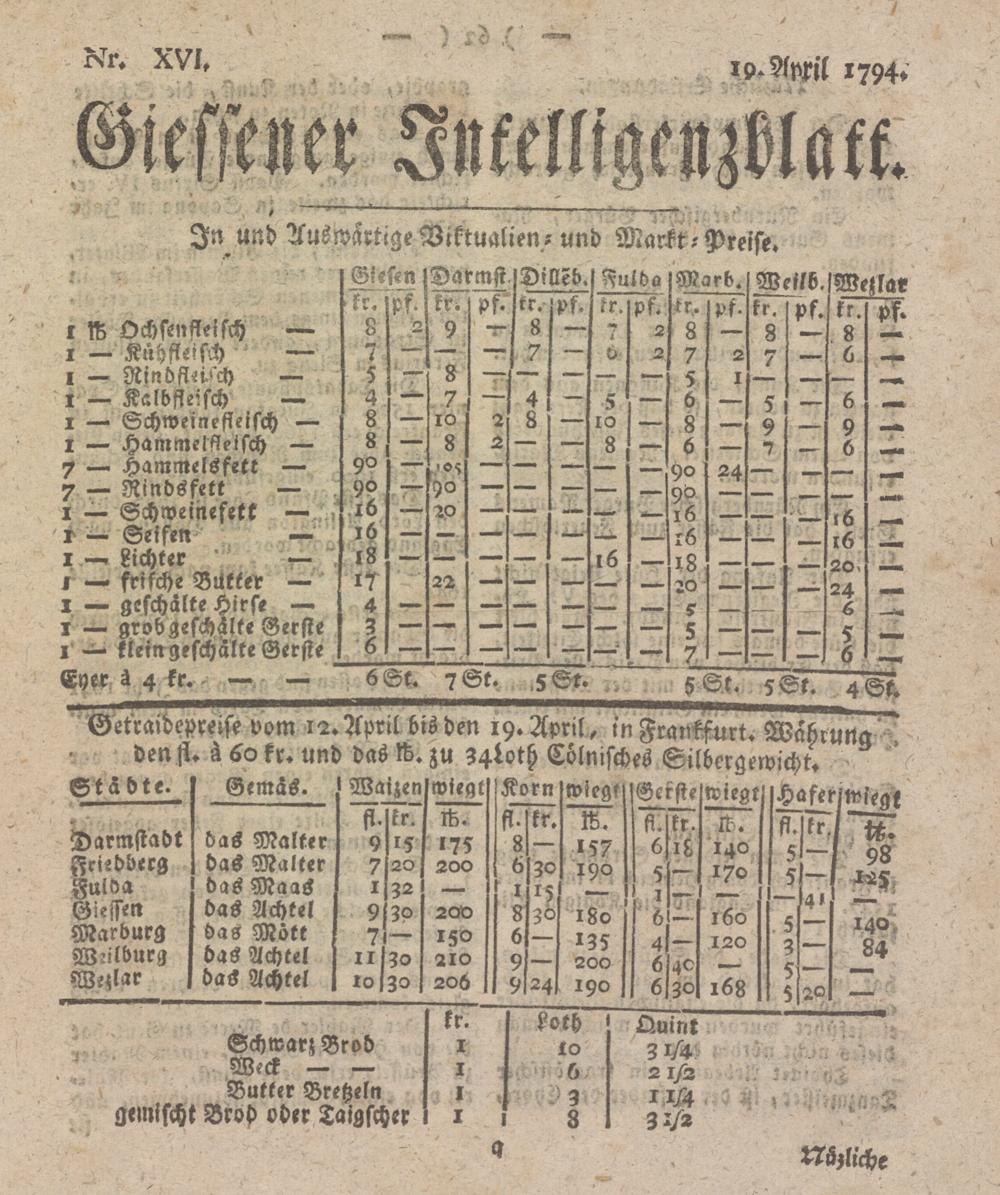 Nr. XVI. 19. April 1794.
Giessener Intelligenzblatt.
In und Auswärtige Viktualien- und Markt-Preise.
Giesen Darmst. Dilleb. Fulda Marb. Weilb. Wezlar
kr. pf. kr. pf. kr. pf. kr. pf. kr. pf. kr. pf. kr. pf.
1 ℔ Ochsenfleisch — 8 2 9 — 8 — 7 2 8 — 8 — 8 —
1 — Kühfleisch — 7 — — — 7 — 6 2 7 2 7 — 6 —
1 — Rindfleisch — 5 — 8 — — — — — 5 1 — — — —
1 — Kalbfleisch — 4 — 7 — 4 — 5 — 6 — 5 — 6 —
1 — Schweinefleisch — 8 — 10 2 8 — 10 — 8 — 9 — 9 —
1 — Hammelfleisch — 8 — 8 2 — — 8 — 6 — 7 — 6 —
7 — Hammelsfett — 90 — 105 — — — — — 90 24 — — — —
7 — Rindsfett — 90 — 90 — — — — — 90 — — — — —
1 — Schweinefett — 16 — 20 — — — — — 16 — — — 16 —
1 — Seifen — 16 — — — — — — — 16 — — — 16 —
1 — Lichter — 18 — — — — — 16 — 18 — — — 20 —
1 — frische Butter — 17 — 22 — — — — — 20 — — — 24 —
1 — geschälte Hirse — 4 — — — — — — — 5 — — — 6 —
1 — grob geschälte Gerste 3 — — — — — — — 5 — — — 5 —
1 — klein geschälte Gerste 6 — — — — — — — 7 — — — 6 —
Eyer à 4 kr. — — 6 St. 7 St. 5 St. 5 St. 5 St. 4 St.
Getraidepreise vom 12. April bis den 19. April, in Frankfurt. Währung
den fl. à 60 kr. und das ℔. zu 34 Loth Cölnisches Silbergewicht.
Städte. Gemäs. Waizen wiegt Korn wiegt Gerste wiegt Hafer wiegt
fl. kr. ℔. fl. kr. ℔. fl. kr. ℔. fl. kr. ℔.
Darmstadt das Malter 9 15 175 8 — 157 6 18 140 5 — 98
Friedberg das Malter 7 20 200 6 30 190 5 — 170 5 — 125
Fulda das Maas 1 32 — 1 15 — 1 — — — 41 —
Giessen das Achtel 9 30 200 8 30 180 6 — 160 5 — 140
Marburg das Mött 7 — 150 6 — 135 4 — 120 3 — 84
Weilburg das Achtel 11 30 210 9 — 200 6 40 — 5 — —
Wezlar das Achtel 10 30 206 9 24 190 6 30 168 5 20 —
kr. Loth Quint
Schwarz Brod 1 10 3 1/4
Weck — — 1 6 2 1/2
Butter Bretzeln 1 3 1 1/4
gemischt Brod oder Taigscher 1 8 3 1/2
q Nüzliche